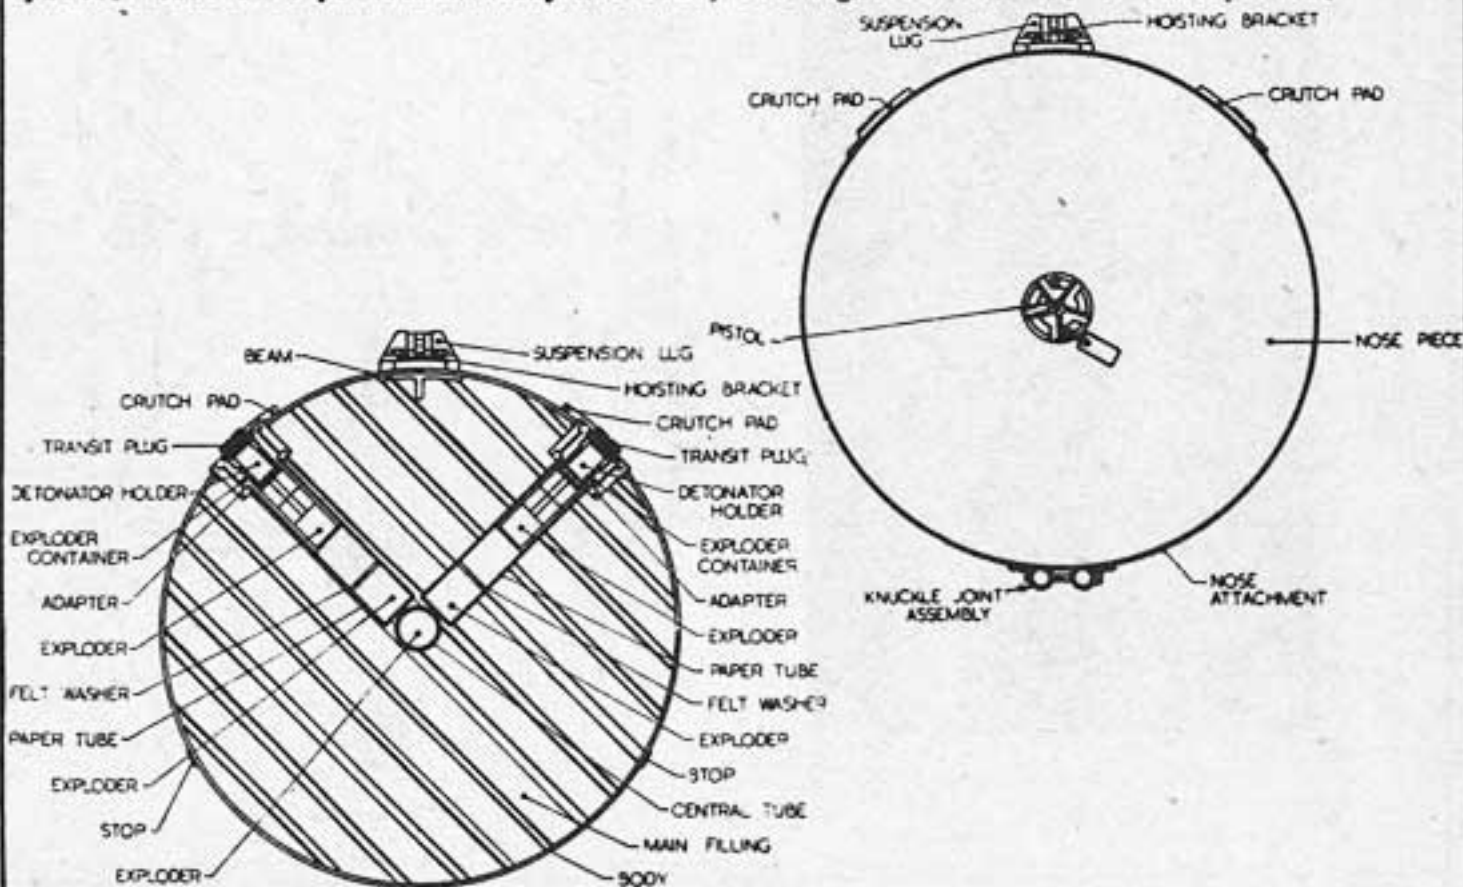 SUSPENSION
LUG
HOISTING BRACKET
CRUTCH PAD
CRUTCH PAD
PISTOL
NOSE PIECE
KNUCKLE JOINT
ASSEMBLY
NOSE
ATTACHMENT
BEAM
SUSPENSION LUG
HOISTING BRACKET
CRUTCH PAD
CRUTCH PAD
TRANSIT PLUG
TRANSIT PLUG
DETONATOR HOLDER
DETONATOR
HOLDER
EXPLODER
CONTAINER
EXPLODER
CONTAINER
ADAPTER
ADAPTER
EXPLODER
EXPLODER
PAPER TUBE
FELT WASHER
FELT WASHER
PAPER TUBE
EXPLODER
EXPLODER
STOP
STOP
CENTRAL TUBE
MAIN FILLING
EXPLODER
BODY